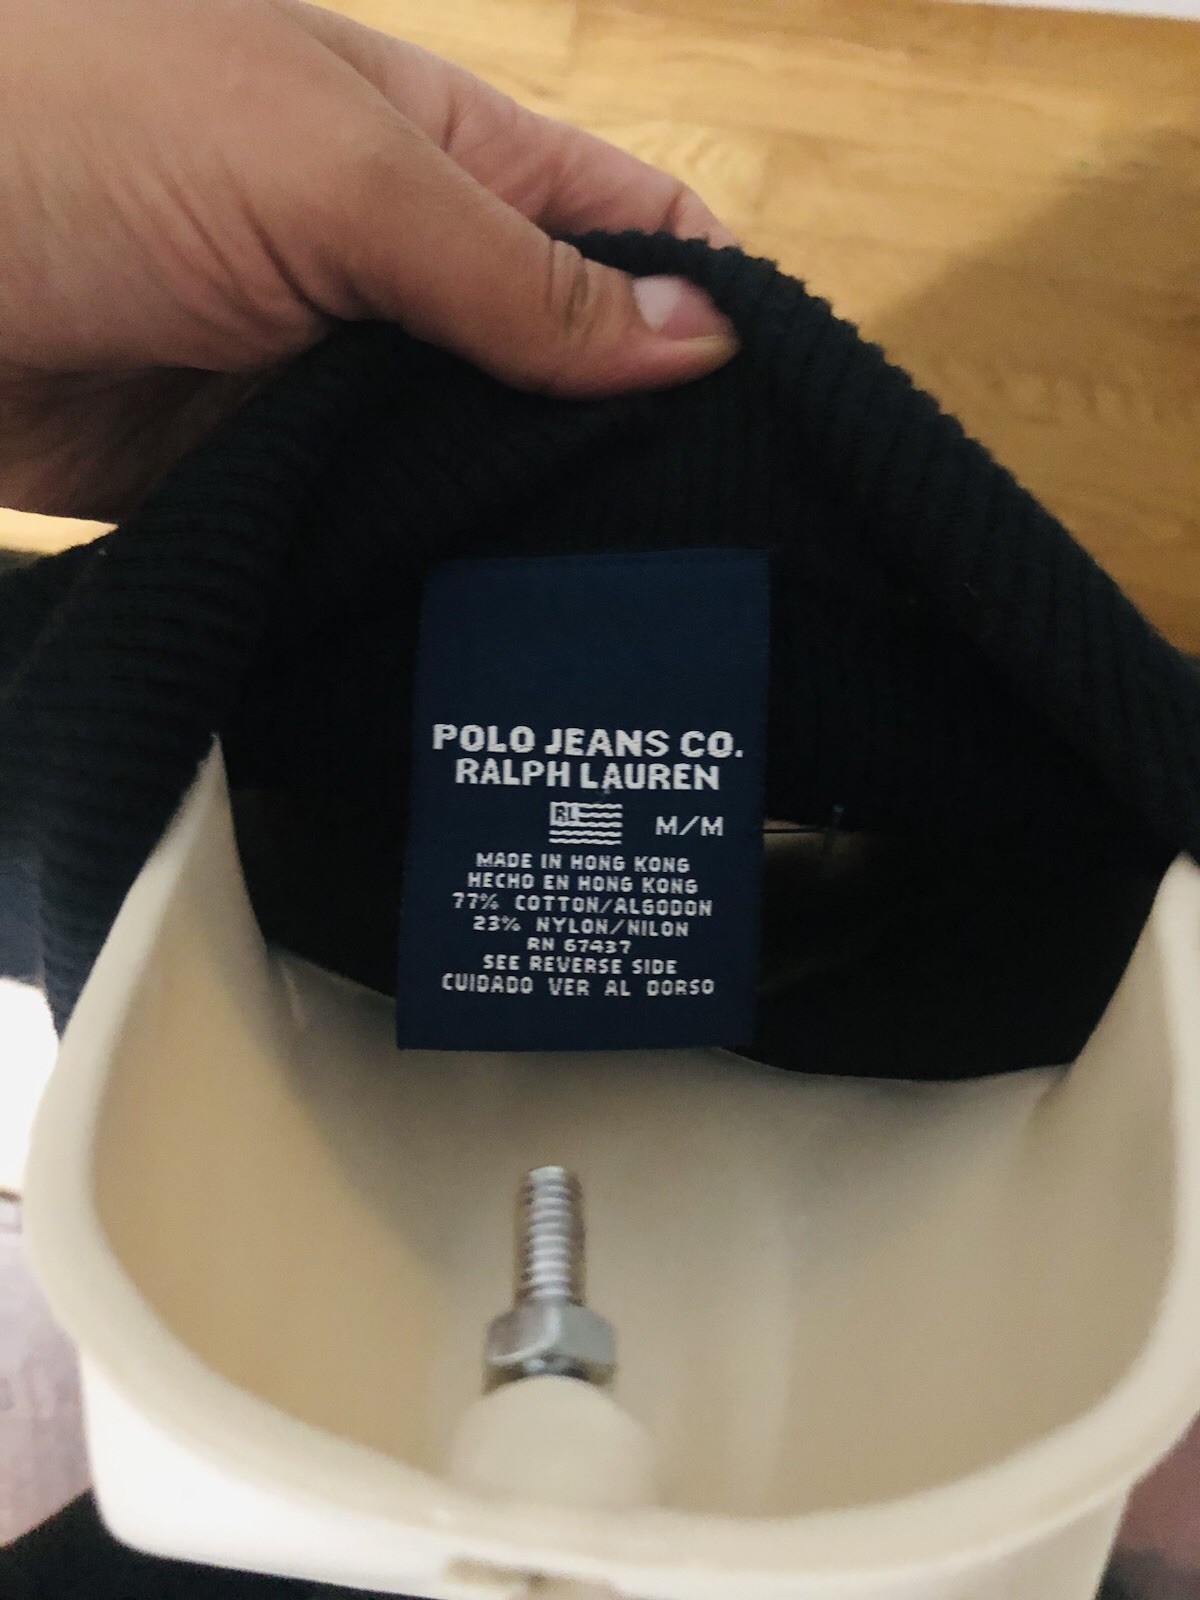 POLO JEANS CO.
RALPH LAUREN
RL M/M
MADE IN HONG KONG
HECHO EN HONG KONG
77% COTTON/ALGODON
23% NYLON/NILON
RN 67437
SEE REVERSE SIDE
CUIDADO VER AL DORSO